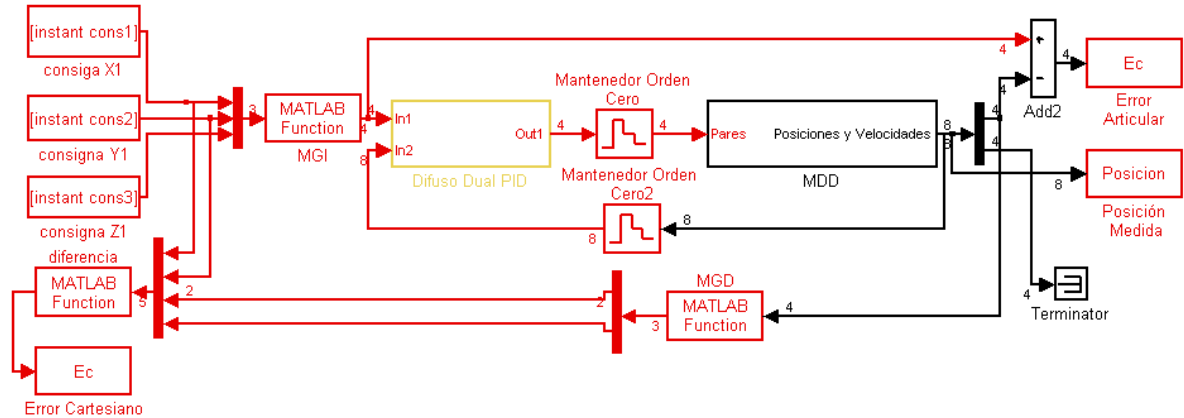 [instant cons1]
consiga X1
[instant cons2]
consigna Y1
[instant cons3]
consigna Z1
3
MATLAB
Function
MGI
4
4
8
In1
In2
Out1
Difuso Dual PID
4
Mantenedor Orden
Cero
4
Pares
Posiciones y Velocidades
MDD
8
8
4
4
4
4
+
-
Add2
4
Ec
Error
Articular
8
Posicion
Posición
Medida
4
Terminator
Mantenedor Orden
Cero2
8
8
MGD
MATLAB
Function
4
3
2
2
5
diferencia
MATLAB
Function
Ec
Error Cartesiano